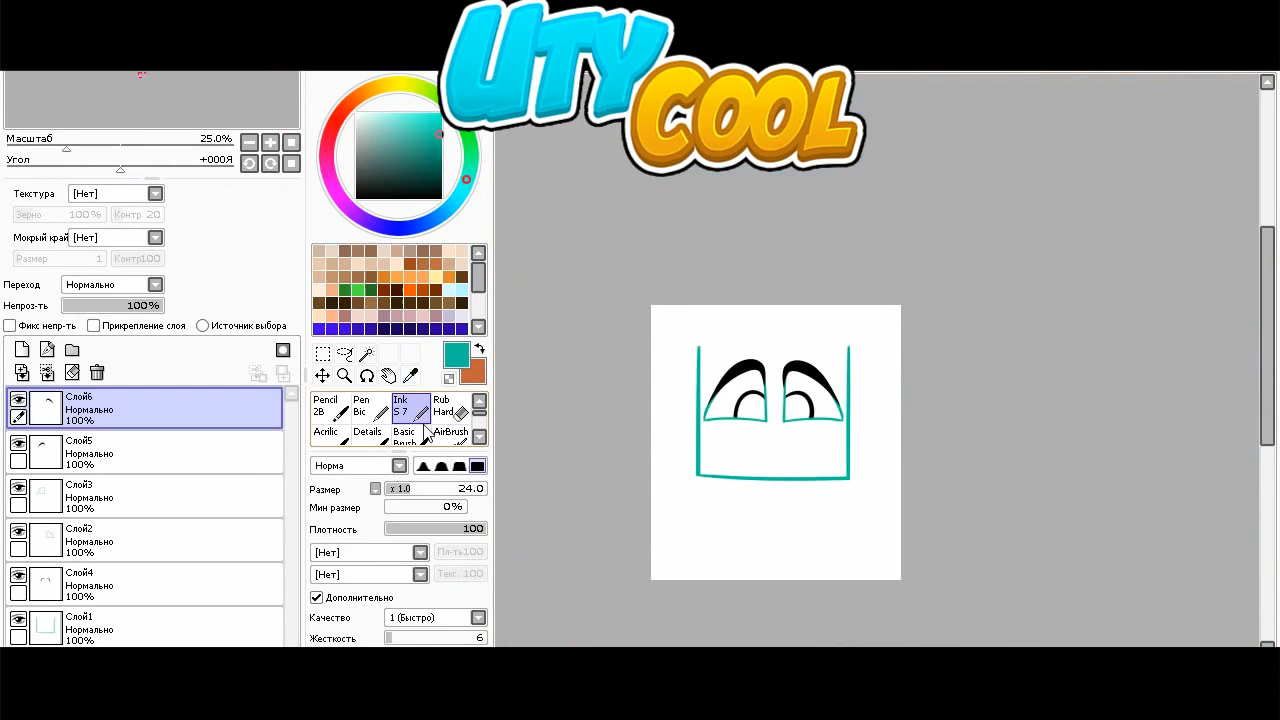 UTY
COOL
Масштаб 25.0%
Угол +000Я
Текстура [Нет]
Зерно 100% Контр 20
Мокрый край [Нет]
Размер 1 Контр100
Переход Нормально
Непроз-ть 100%
Фикс непр-ть Прикрепление слоя Источник выбора
Слой6
Нормально
100%
Слой5
Нормально
100%
Слой3
Нормально
100%
Слой2
Нормально
100%
Слой4
Нормально
100%
Слой1
Нормально
100%
Pencil
2B
Pen
Bic
Ink
S 7
Rub
Hard
Acrilic
Details
Basic
Brush
AirBrush
Норма
Размер x 1.0 24.0
Мин размер 0%
Плотность 100
[Нет] Пл-ть100
[Нет] Текс. 100
Дополнительно
Качество 1 (Быстро)
Жесткость 6